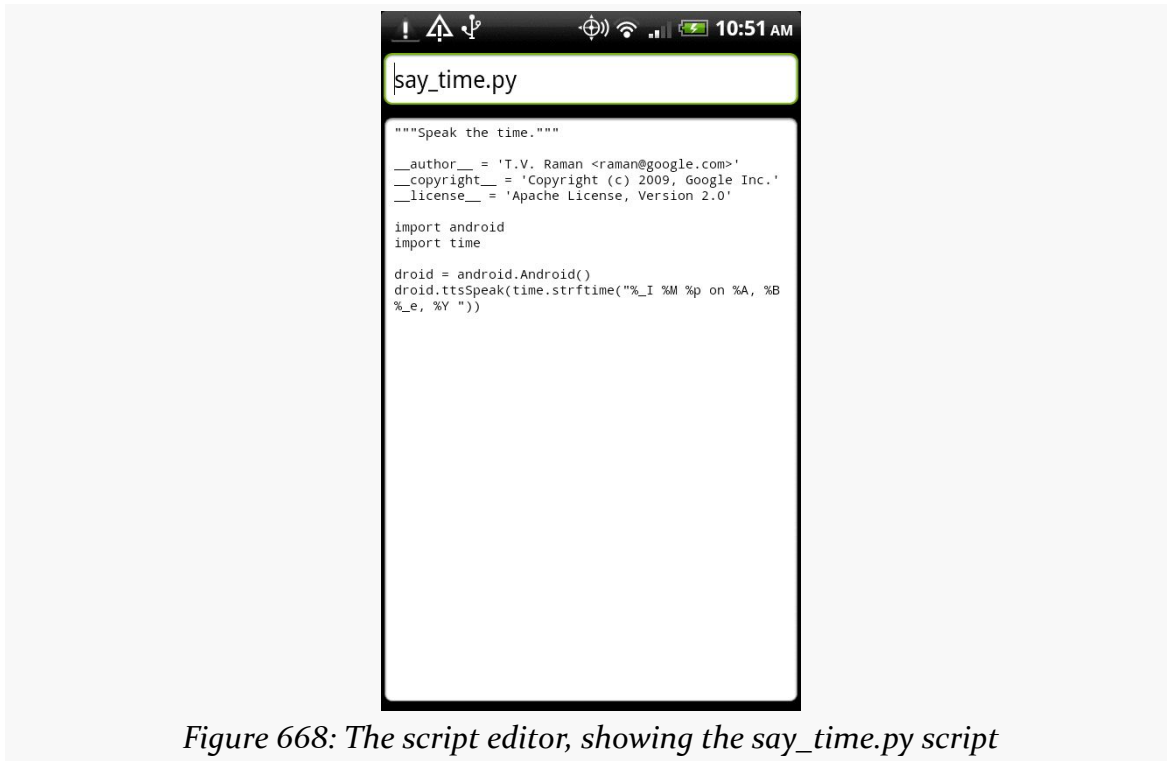 10:51 AM
say_time.py
"""Speak the time."""
__author__ = 'T.V. Raman <raman@google.com>'
__copyright__ = 'Copyright (c) 2009, Google Inc.'
__license__ = 'Apache License, Version 2.0'
import android
import time
droid = android.Android()
droid.ttsSpeak(time.strftime("%_I %M %p on %A, %B
%_e, %Y "))
Figure 668: The script editor, showing the say_time.py script